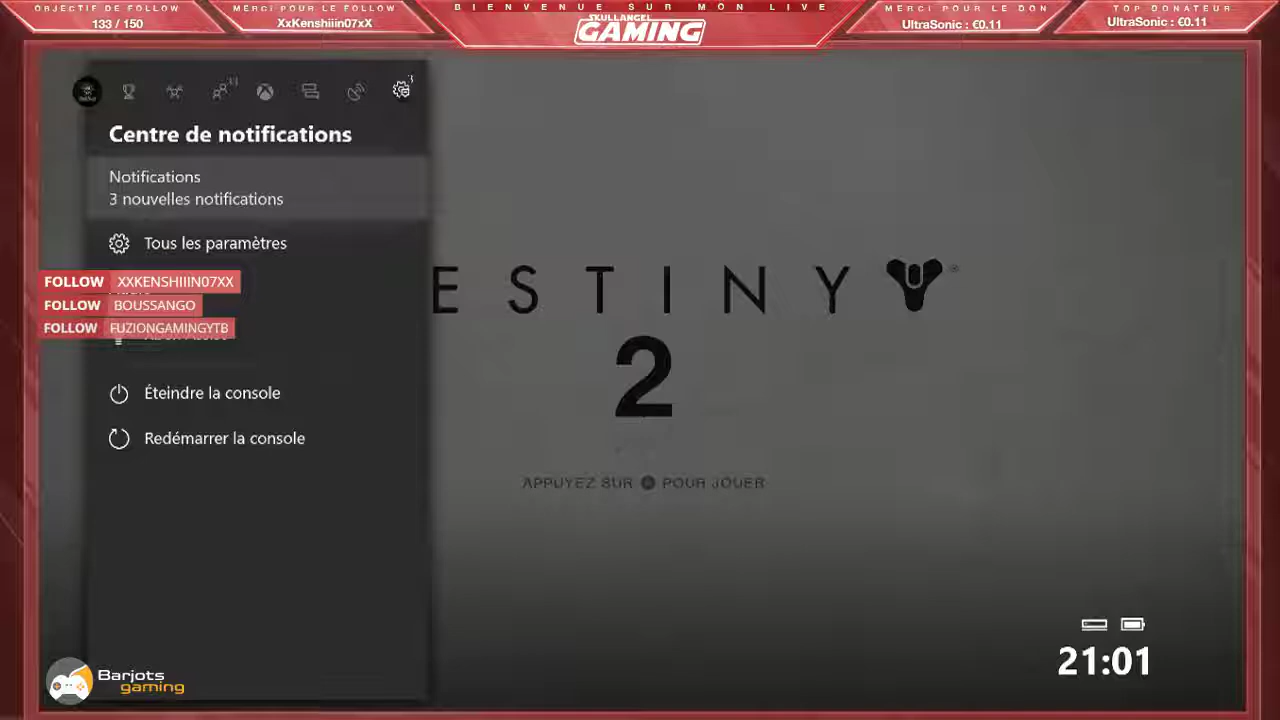 OBJECTIF DE FOLLOW
133 / 150
MERCI POUR LE FOLLOW
XxKenshiiin07xX
BIENVENUE SUR MON LIVE
SKULLANGEL
GAMING
MERCI POUR LE DON
UltraSonic : €0.11
TOP DONATEUR
UltraSonic : €0.11
13
3
Centre de notifications
Notifications
3 nouvelles notifications
Tous les paramètres
FOLLOW XXKENSHIIIN07XX
FOLLOW BOUSSANGO
FOLLOW FUZIONGAMINGYTB
Éteindre la console
Redémarrer la console
ESTINY
2
APPUYEZ SUR POUR JOUER
21:01
Barjots
gaming